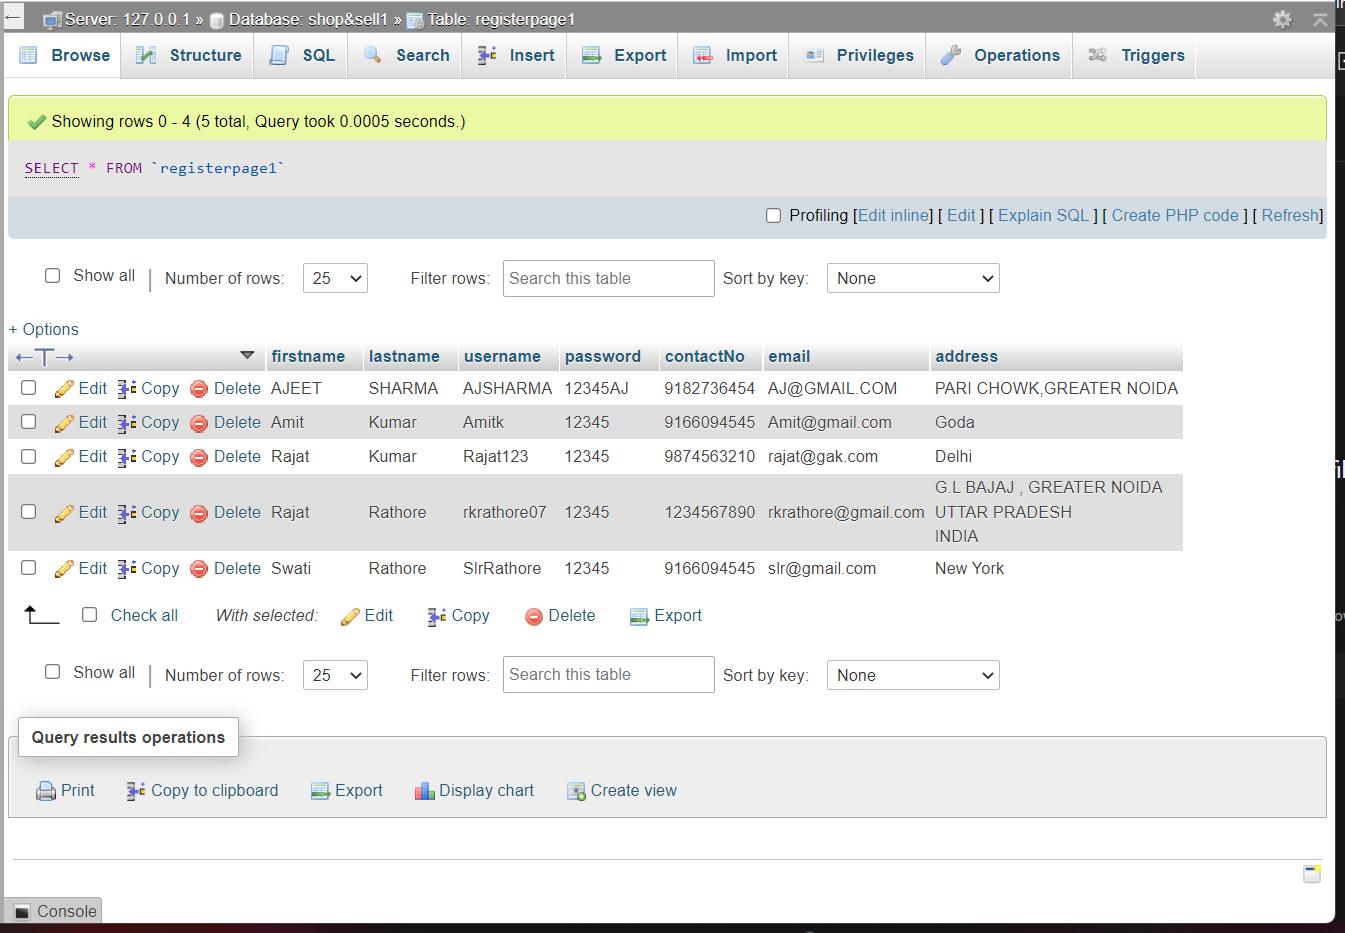 Server: 127.0.0.1 » Database: shop&sell1 » Table: registerpage1
Browse Structure SQL Search Insert Export Import Privileges Operations Triggers
Showing rows 0 - 4 (5 total, Query took 0.0005 seconds.)
SELECT * FROM `registerpage1`
Profiling [Edit inline] [ Edit ] [ Explain SQL ] [ Create PHP code ] [ Refresh]
Show all | Number of rows: 25 Filter rows: Search this table Sort by key: None
+ Options
←T→ firstname lastname username password contactNo email address
Edit Copy Delete AJEET SHARMA AJSHARMA 12345AJ 9182736454 AJ@GMAIL.COM PARI CHOWK,GREATER NOIDA
Edit Copy Delete Amit Kumar Amitk 12345 9166094545 Amit@gmail.com Goda
Edit Copy Delete Rajat Kumar Rajat123 12345 9874563210 rajat@gak.com Delhi
G.L BAJAJ , GREATER NOIDA
Edit Copy Delete Rajat Rathore rkrathore07 12345 1234567890 rkrathore@gmail.com UTTAR PRADESH
INDIA
Edit Copy Delete Swati Rathore SlrRathore 12345 9166094545 slr@gmail.com New York
Check all With selected: Edit Copy Delete Export
Show all | Number of rows: 25 Filter rows: Search this table Sort by key: None
Query results operations
Print Copy to clipboard Export Display chart Create view
Console